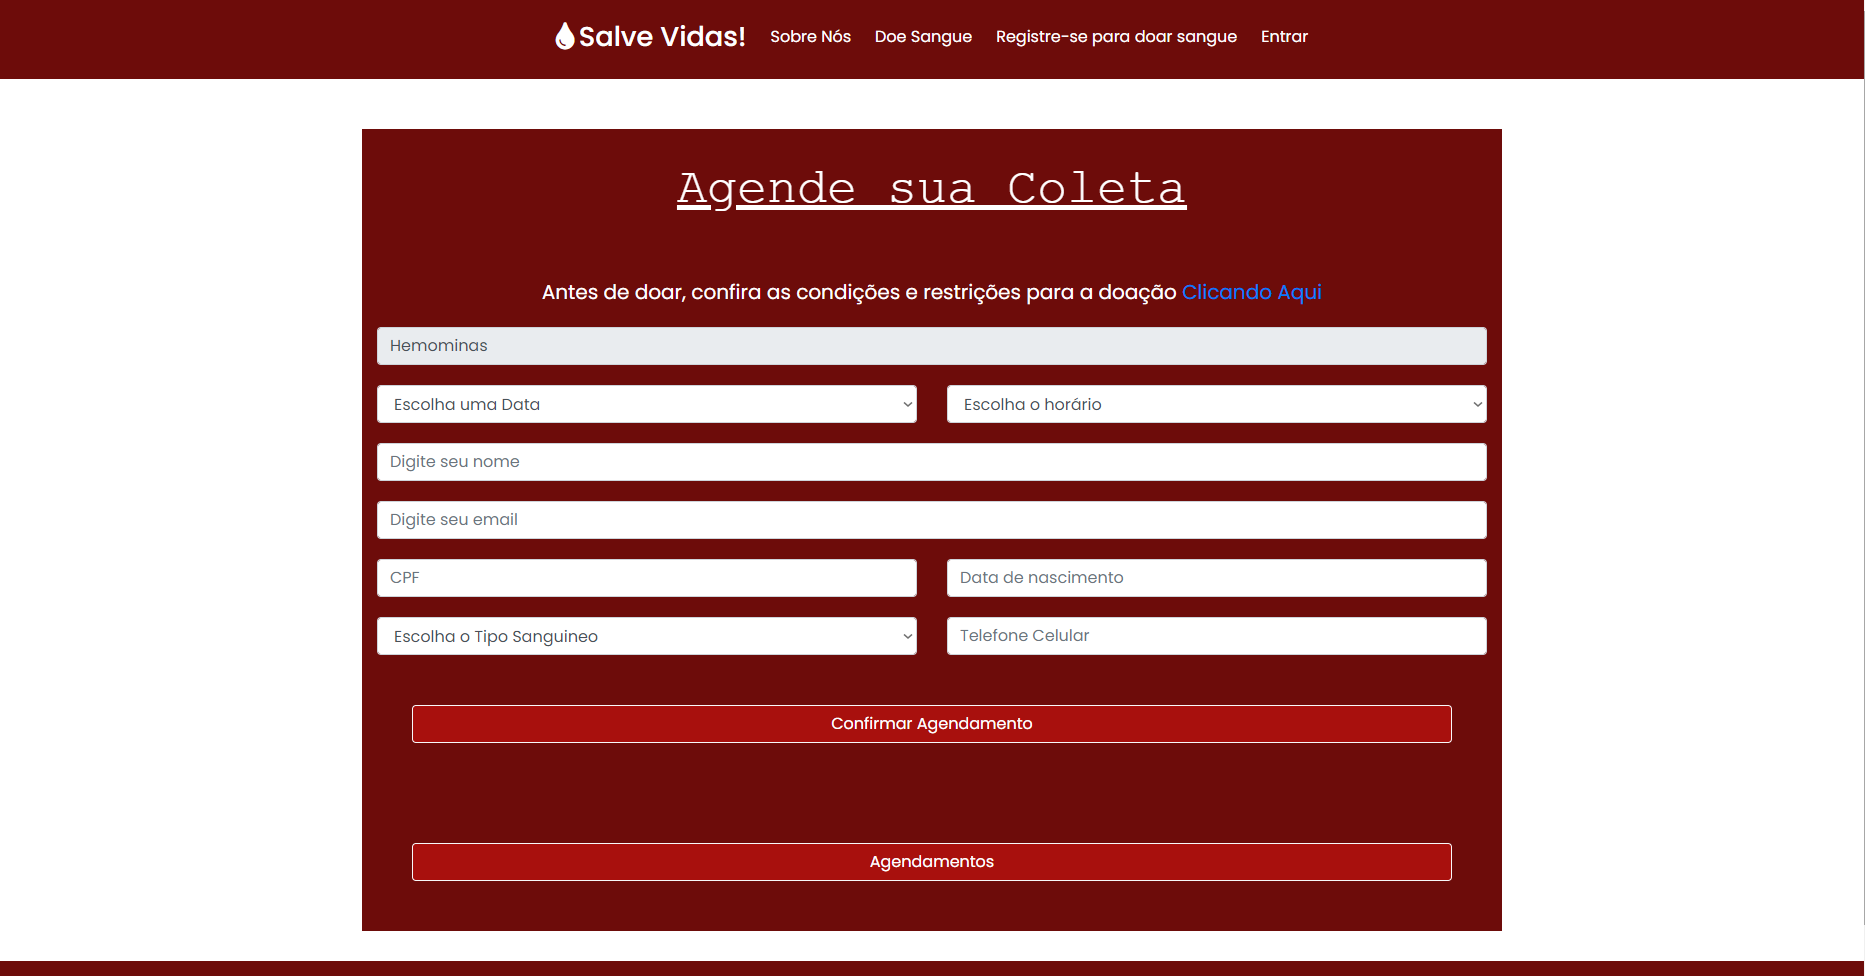 Salve Vidas! Sobre Nós Doe Sangue Registre-se para doar sangue Entrar
Agende sua Coleta
Antes de doar, confira as condições e restrições para a doação Clicando Aqui
Hemominas
Escolha uma Data Escolha o horário
Digite seu nome
Digite seu email
CPF Data de nascimento
Escolha o Tipo Sanguineo Telefone Celular
Confirmar Agendamento
Agendamentos